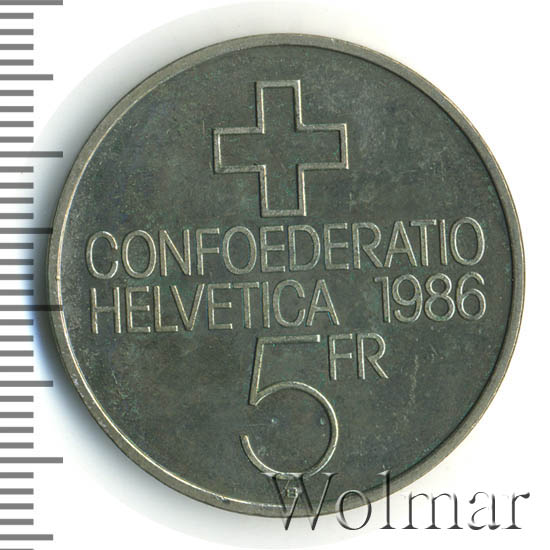 CONFOEDERATIO
HELVETICA 1986
5 FR
B
Wolmar